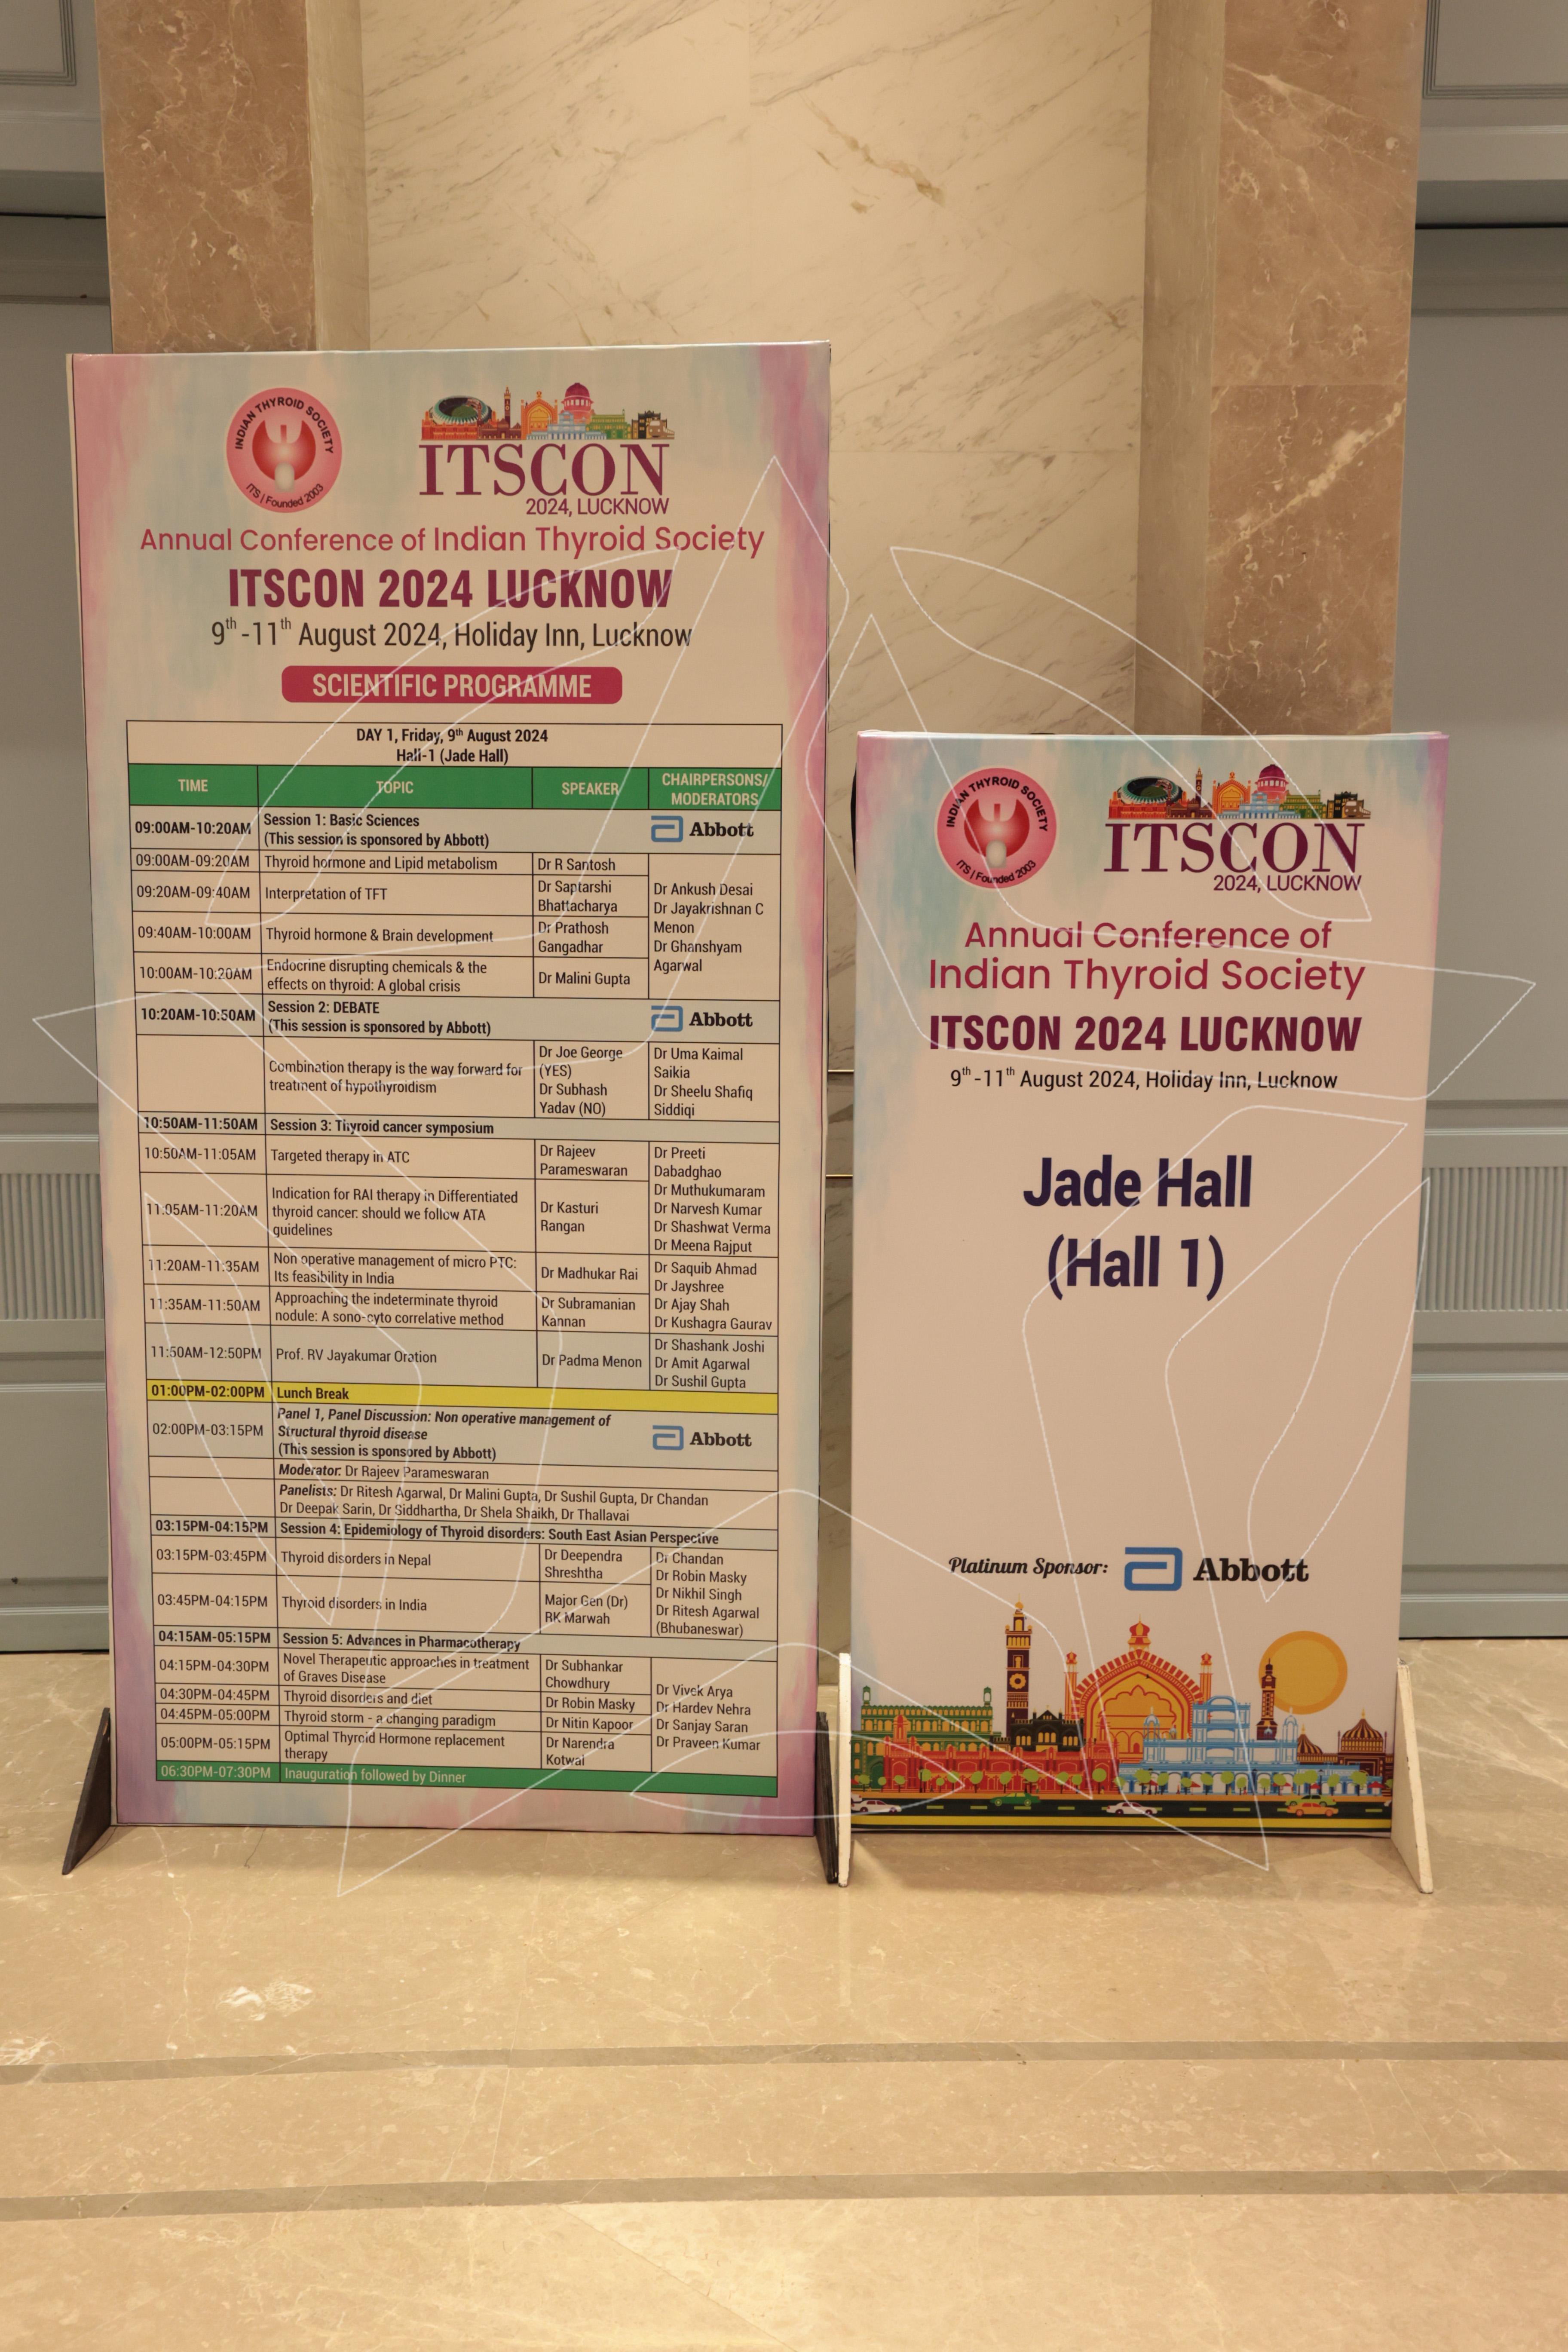 INDIAN THYROID SOCIETY
ITS | Founded 2003
ITSCON
2024, LUCKNOW
Annual Conference of Indian Thyroid Society
ITSCON 2024 LUCKNOW
9th -11th August 2024, Holiday Inn, Lucknow
SCIENTIFIC PROGRAMME
DAY 1, Friday, 9th August 2024
Hall-1 (Jade Hall)
TIME TOPIC SPEAKER CHAIRPERSONS/
MODERATORS
09:00AM-10:20AM Session 1: Basic Sciences
(This session is sponsored by Abbott) Abbott
09:00AM-09:20AM Thyroid hormone and Lipid metabolism Dr R Santosh
09:20AM-09:40AM Interpretation of TFT Dr Saptarshi
Bhattacharya
09:40AM-10:00AM Thyroid hormone & Brain development Dr Prathosh
Gangadhar
10:00AM-10:20AM Endocrine disrupting chemicals & the
effects on thyroid: A global crisis Dr Malini Gupta
Dr Ankush Desai
Dr Jayakrishnan C
Menon
Dr Ghanshyam
Agarwal
10:20AM-10:50AM Session 2: DEBATE
(This session is sponsored by Abbott) Abbott
Combination therapy is the way forward for
treatment of hypothyroidism
Dr Joe George
(YES)
Dr Subhash
Yadav (NO)
Dr Uma Kaimal
Saikia
Dr Sheelu Shafiq
Siddiqi
10:50AM-11:50AM Session 3: Thyroid cancer symposium
10:50AM-11:05AM Targeted therapy in ATC Dr Rajeev
Parameswaran
11:05AM-11:20AM Indication for RAI therapy in Differentiated
thyroid cancer: should we follow ATA
guidelines
Dr Kasturi
Rangan
Dr Preeti
Dabadghao
Dr Muthukumaram
Dr Narvesh Kumar
Dr Shashwat Verma
Dr Meena Rajput
11:20AM-11:35AM Non operative management of micro PTC:
Its feasibility in India Dr Madhukar Rai
11:35AM-11:50AM Approaching the indeterminate thyroid
nodule: A sono-cyto correlative method Dr Subramanian
Kannan
Dr Saquib Ahmad
Dr Jayshree
Dr Ajay Shah
Dr Kushagra Gaurav
11:50AM-12:50PM Prof. RV Jayakumar Oration Dr Padma Menon
Dr Shashank Joshi
Dr Amit Agarwal
Dr Sushil Gupta
01:00PM-02:00PM Lunch Break
02:00PM-03:15PM Panel 1, Panel Discussion: Non operative management of
Structural thyroid disease
(This session is sponsored by Abbott) Abbott
Moderator: Dr Rajeev Parameswaran
Panelists: Dr Ritesh Agarwal, Dr Malini Gupta, Dr Sushil Gupta, Dr Chandan
Dr Deepak Sarin, Dr Siddhartha, Dr Shela Shaikh, Dr Thallavai
03:15PM-04:15PM Session 4: Epidemiology of Thyroid disorders: South East Asian Perspective
03:15PM-03:45PM Thyroid disorders in Nepal Dr Deependra
Shreshtha
03:45PM-04:15PM Thyroid disorders in India Major Gen (Dr)
RK Marwah
Dr Chandan
Dr Robin Masky
Dr Nikhil Singh
Dr Ritesh Agarwal
(Bhubaneswar)
04:15AM-05:15PM Session 5: Advances in Pharmacotherapy
04:15PM-04:30PM Novel Therapeutic approaches in treatment
of Graves Disease Dr Subhankar
Chowdhury
04:30PM-04:45PM Thyroid disorders and diet Dr Robin Masky
04:45PM-05:00PM Thyroid storm - a changing paradigm Dr Nitin Kapoor
05:00PM-05:15PM Optimal Thyroid Hormone replacement
therapy Dr Narendra
Kotwal
Dr Vivek Arya
Dr Hardev Nehra
Dr Sanjay Saran
Dr Praveen Kumar
06:30PM-07:30PM Inauguration followed by Dinner
INDIAN THYROID SOCIETY
ITS | Founded 2003
ITSCON
2024, LUCKNOW
Annual Conference of
Indian Thyroid Society
ITSCON 2024 LUCKNOW
9th -11th August 2024, Holiday Inn, Lucknow
Jade Hall
(Hall 1)
Platinum Sponsor: Abbott